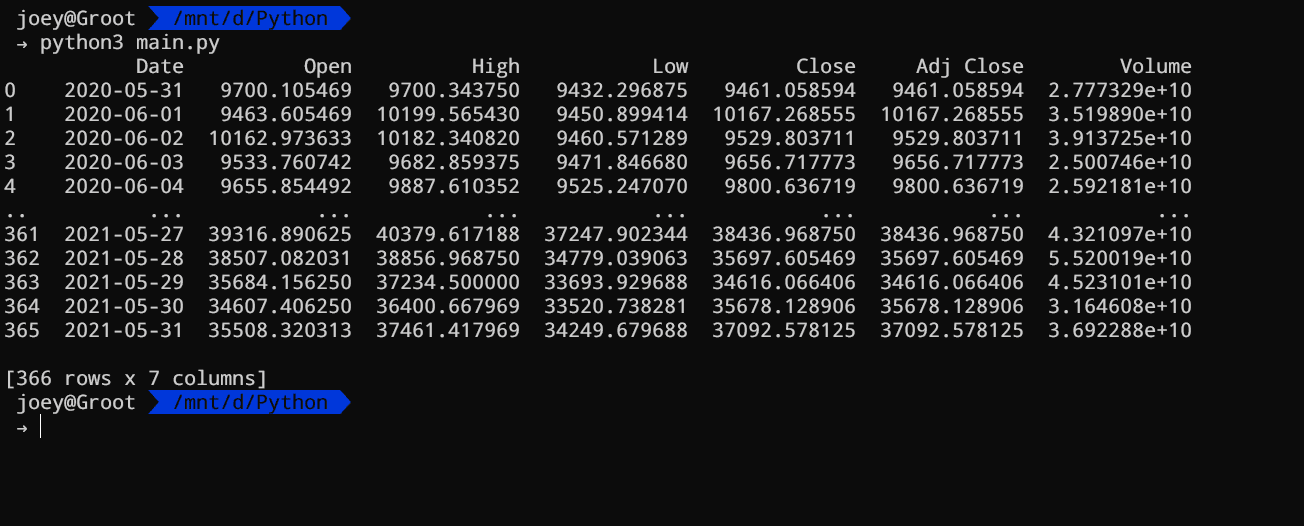 joey@Groot /mnt/d/Python
→ python3 main.py
Date Open High Low Close Adj Close Volume
0 2020-05-31 9700.105469 9700.343750 9432.296875 9461.058594 9461.058594 2.777329e+10
1 2020-06-01 9463.605469 10199.565430 9450.899414 10167.268555 10167.268555 3.519890e+10
2 2020-06-02 10162.973633 10182.340820 9460.571289 9529.803711 9529.803711 3.913725e+10
3 2020-06-03 9533.760742 9682.859375 9471.846680 9656.717773 9656.717773 2.500746e+10
4 2020-06-04 9655.854492 9887.610352 9525.247070 9800.636719 9800.636719 2.592181e+10
.. ... ... ... ... ... ... ...
361 2021-05-27 39316.890625 40379.617188 37247.902344 38436.968750 38436.968750 4.321097e+10
362 2021-05-28 38507.082031 38856.968750 34779.039063 35697.605469 35697.605469 5.520019e+10
363 2021-05-29 35684.156250 37234.500000 33693.929688 34616.066406 34616.066406 4.523101e+10
364 2021-05-30 34607.406250 36400.667969 33520.738281 35678.128906 35678.128906 3.164608e+10
365 2021-05-31 35508.320313 37461.417969 34249.679688 37092.578125 37092.578125 3.692288e+10
[366 rows x 7 columns]
joey@Groot /mnt/d/Python
→